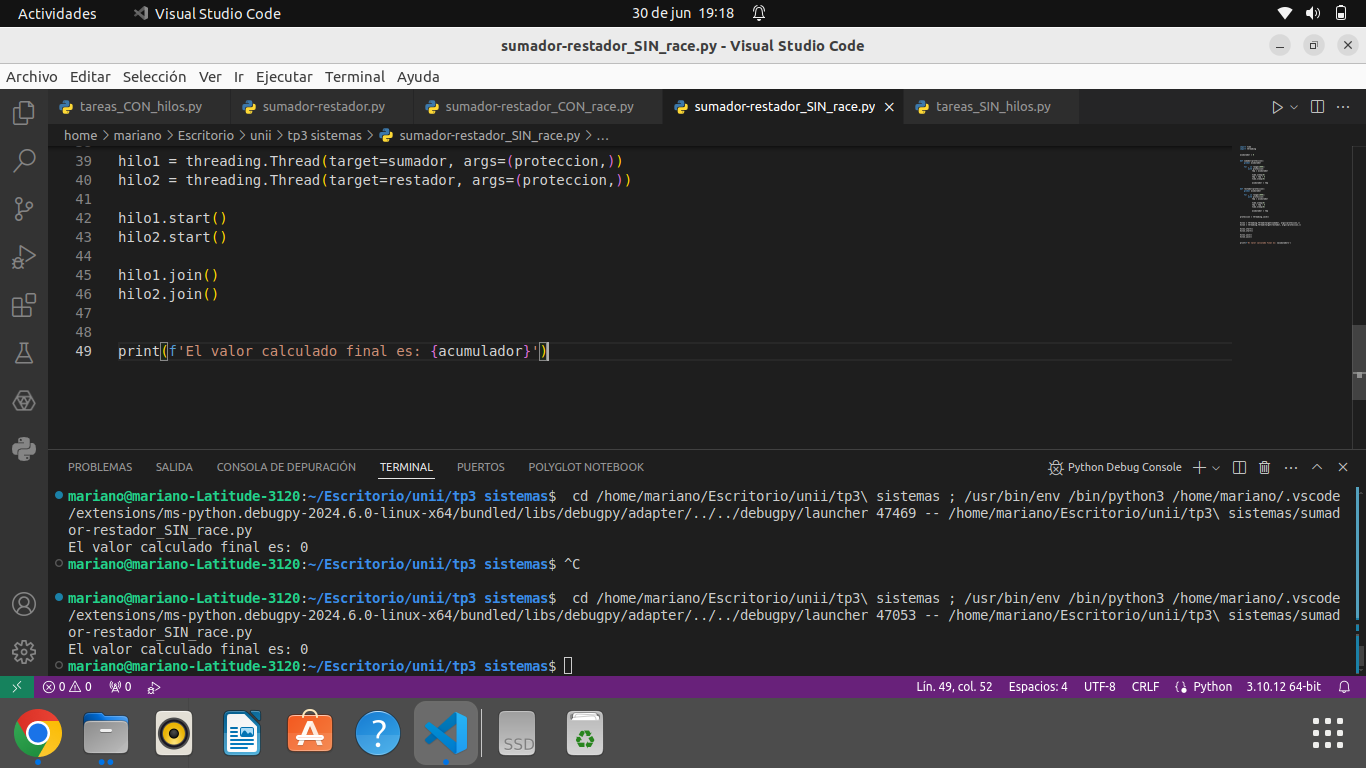 Actividades Visual Studio Code 30 de jun 19:18
sumador-restador_SIN_race.py - Visual Studio Code
Archivo Editar Selección Ver Ir Ejecutar Terminal Ayuda
tareas_CON_hilos.py sumador-restador.py sumador-restador_CON_race.py sumador-restador_SIN_race.py tareas_SIN_hilos.py
home > mariano > Escritorio > unii > tp3 sistemas > sumador-restador_SIN_race.py > ...
39 hilo1 = threading.Thread(target=sumador, args=(proteccion,))
40 hilo2 = threading.Thread(target=restador, args=(proteccion,))
41
42 hilo1.start()
43 hilo2.start()
44
45 hilo1.join()
46 hilo2.join()
47
48
49 print(f'El valor calculado final es: {acumulador}')
PROBLEMAS SALIDA CONSOLA DE DEPURACIÓN TERMINAL PUERTOS POLYGLOT NOTEBOOK Python Debug Console
mariano@mariano-Latitude-3120:~/Escritorio/unii/tp3 sistemas$  cd /home/mariano/Escritorio/unii/tp3\ sistemas ; /usr/bin/env /bin/python3 /home/mariano/.vscode
/extensions/ms-python.debugpy-2024.6.0-linux-x64/bundled/libs/debugpy/adapter/../../debugpy/launcher 47469 -- /home/mariano/Escritorio/unii/tp3\ sistemas/sumad
or-restador_SIN_race.py
El valor calculado final es: 0
mariano@mariano-Latitude-3120:~/Escritorio/unii/tp3 sistemas$ ^C
mariano@mariano-Latitude-3120:~/Escritorio/unii/tp3 sistemas$  cd /home/mariano/Escritorio/unii/tp3\ sistemas ; /usr/bin/env /bin/python3 /home/mariano/.vscode
/extensions/ms-python.debugpy-2024.6.0-linux-x64/bundled/libs/debugpy/adapter/../../debugpy/launcher 47053 -- /home/mariano/Escritorio/unii/tp3\ sistemas/sumad
or-restador_SIN_race.py
El valor calculado final es: 0
mariano@mariano-Latitude-3120:~/Escritorio/unii/tp3 sistemas$
0 0 0 Lín. 49, col. 52 Espacios: 4 UTF-8 CRLF Python 3.10.12 64-bit
SSD